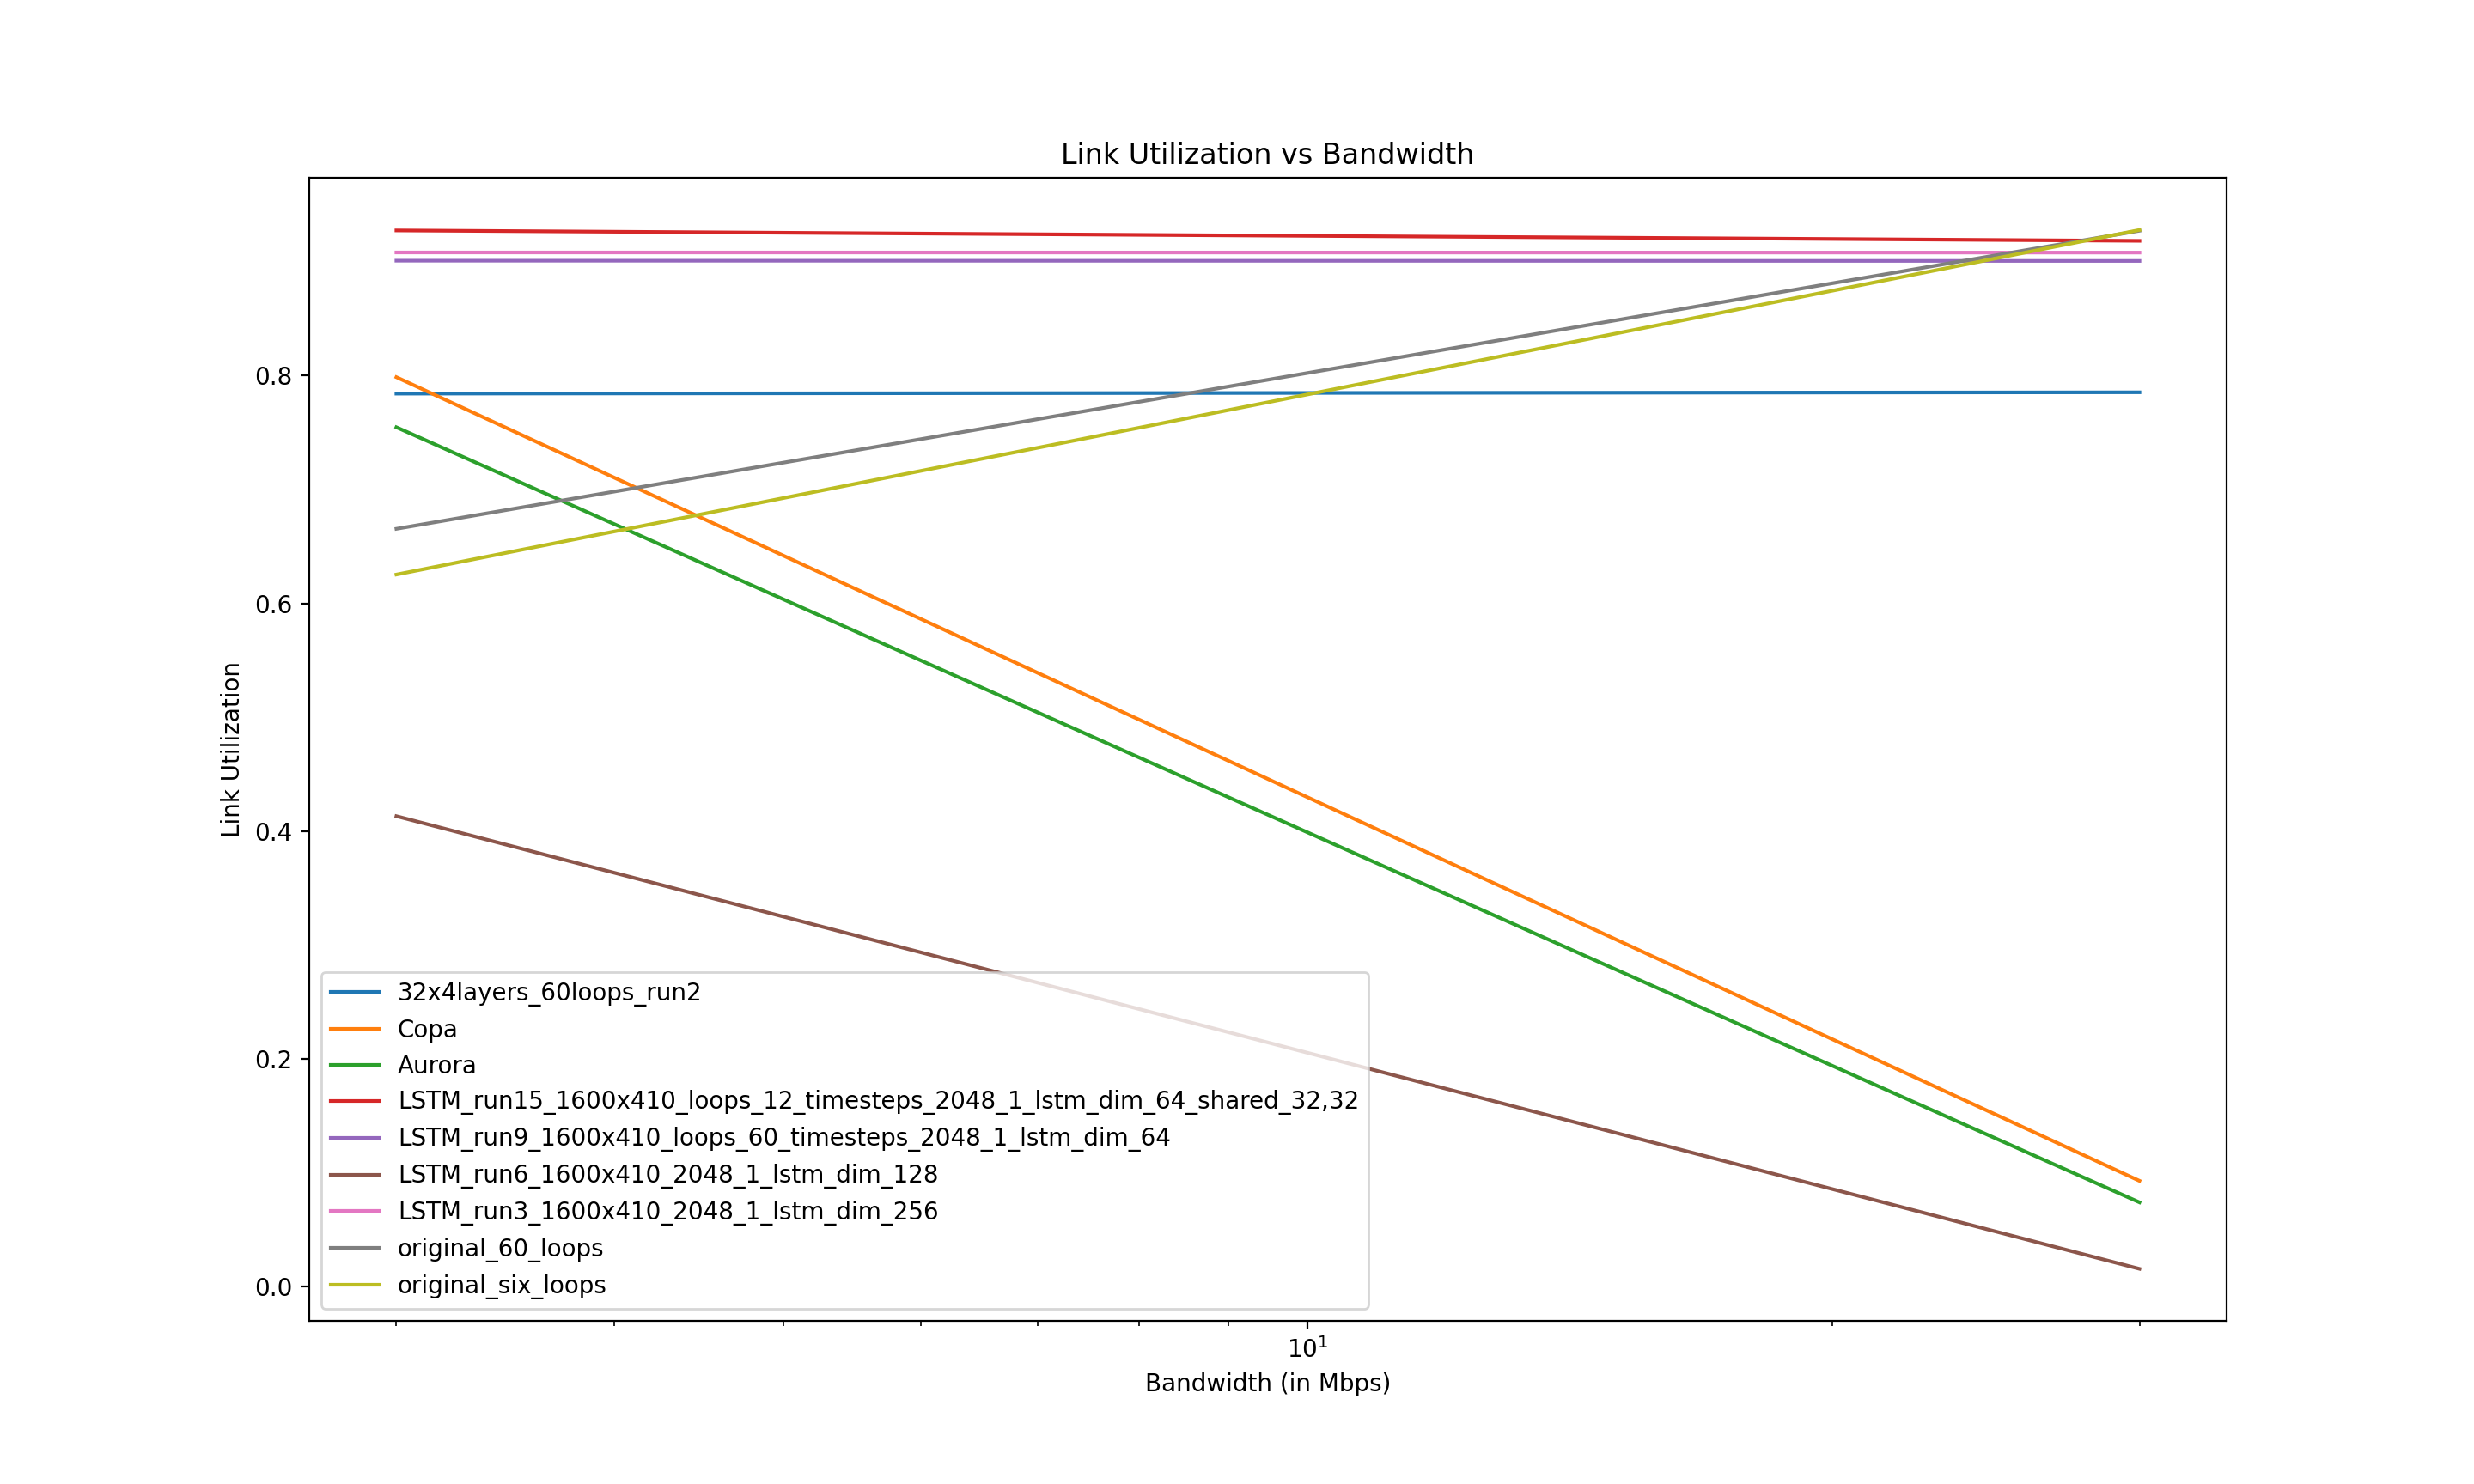 Link Utilization vs Bandwidth
Link Utilization
0.8
0.6
0.4
0.2
0.0
32x4layers_60loops_run2
Copa
Aurora
LSTM_run15_1600x410_loops_12_timesteps_2048_1_lstm_dim_64_shared_32,32
LSTM_run9_1600x410_loops_60_timesteps_2048_1_lstm_dim_64
LSTM_run6_1600x410_2048_1_lstm_dim_128
LSTM_run3_1600x410_2048_1_lstm_dim_256
original_60_loops
original_six_loops
10¹
Bandwidth (in Mbps)